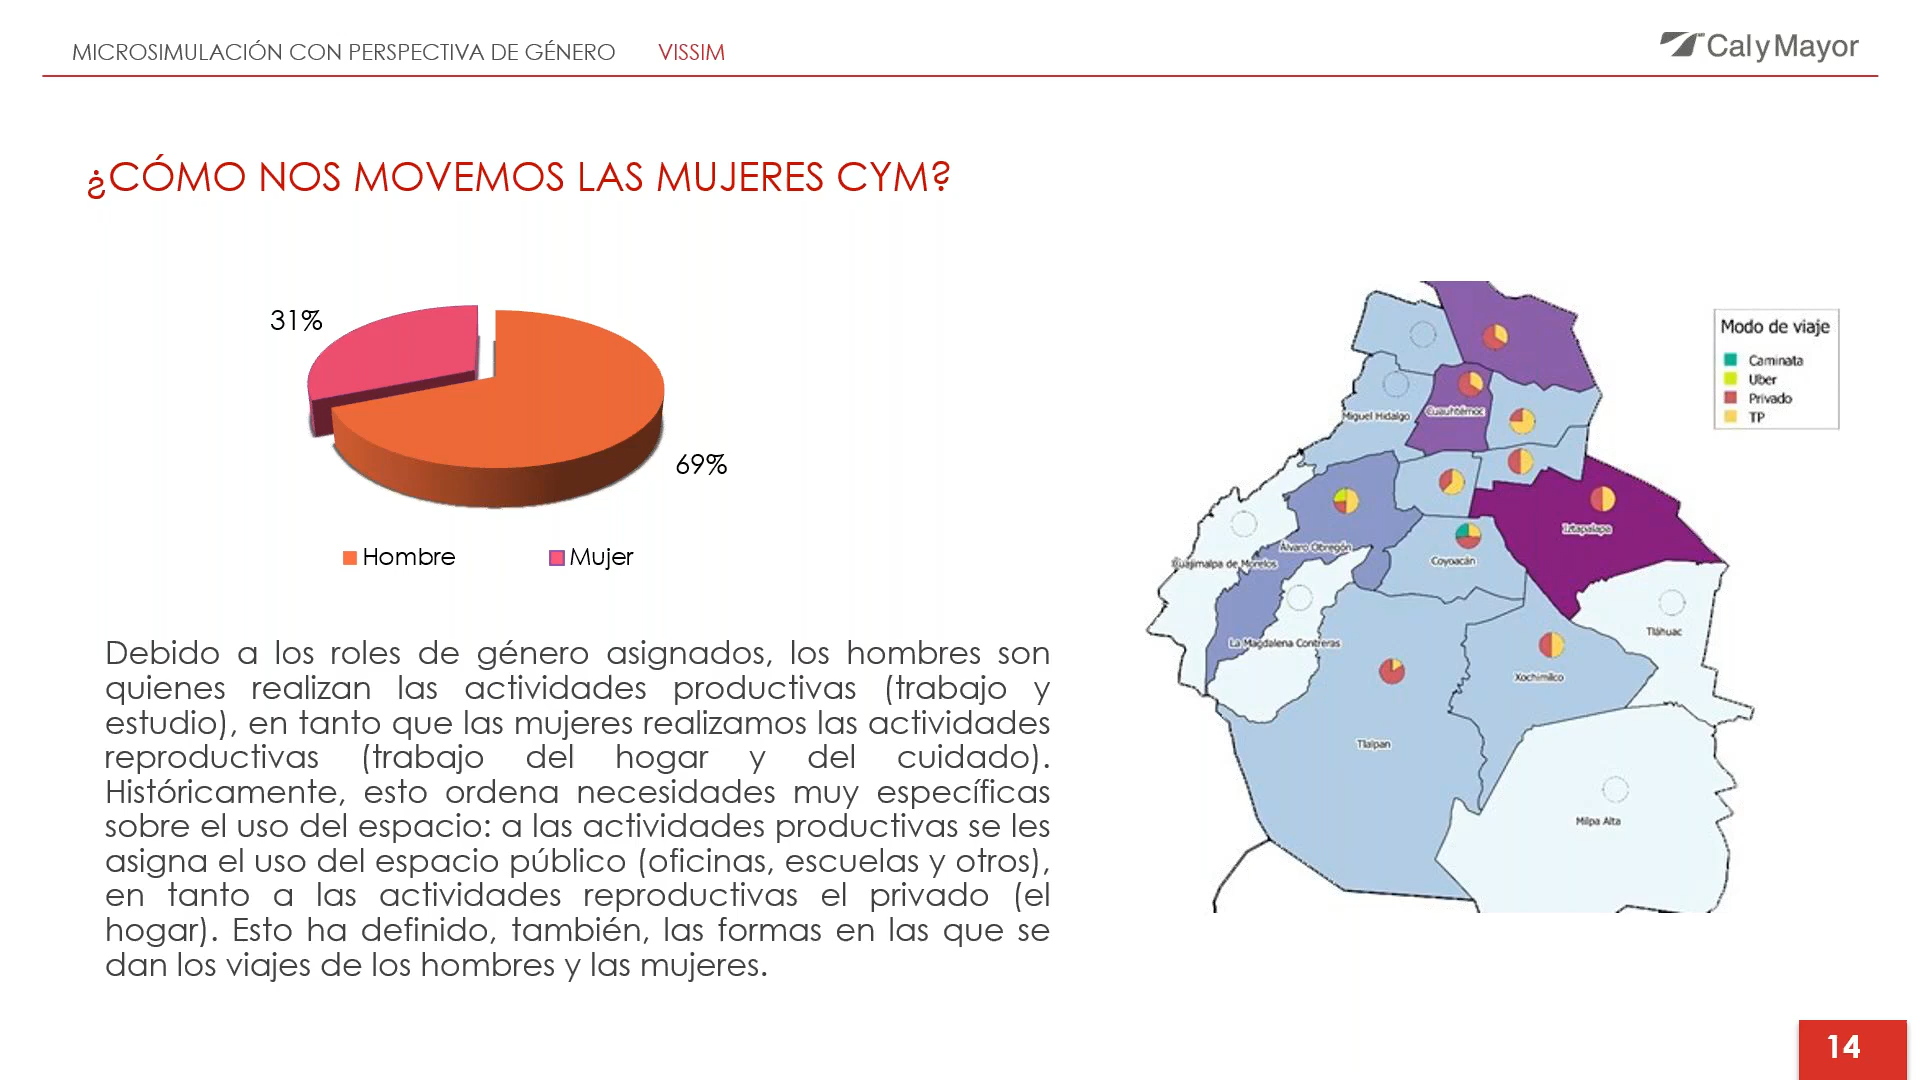 MICROSIMULACIÓN CON PERSPECTIVA DE GÉNERO VISSIM
Cal y Mayor
¿CÓMO NOS MOVEMOS LAS MUJERES CYM?
31%
69%
Hombre Mujer
Debido a los roles de género asignados, los hombres son
quienes realizan las actividades productivas (trabajo y
estudio), en tanto que las mujeres realizamos las actividades
reproductivas (trabajo del hogar y del cuidado).
Históricamente, esto ordena necesidades muy específicas
sobre el uso del espacio: a las actividades productivas se les
asigna el uso del espacio público (oficinas, escuelas y otros),
en tanto a las actividades reproductivas el privado (el
hogar). Esto ha definido, también, las formas en las que se
dan los viajes de los hombres y las mujeres.
Modo de viaje
Caminata
Uber
Privado
TP
Miguel Hidalgo
Cuauhtémoc
Iztapalapa
Álvaro Obregón
Cuajimalpa de Morelos
Coyoacán
La Magdalena Contreras
Tláhuac
Xochimilco
Tlalpan
Milpa Alta
14